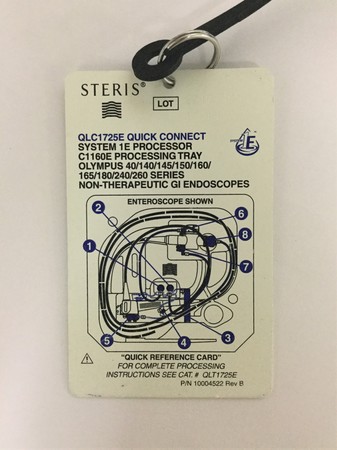 STERIS®
LOT
QLC1725E QUICK CONNECT
SYSTEM 1E PROCESSOR
C1160E PROCESSING TRAY
OLYMPUS 40/140/145/150/160/
165/180/240/260 SERIES
NON-THERAPEUTIC GI ENDOSCOPES
E
ENTEROSCOPE SHOWN
2
6
1
8
7
5
4
3
"QUICK REFERENCE CARD"
FOR COMPLETE PROCESSING
INSTRUCTIONS SEE CAT. # QLT1725E
P/N 10004522 Rev B